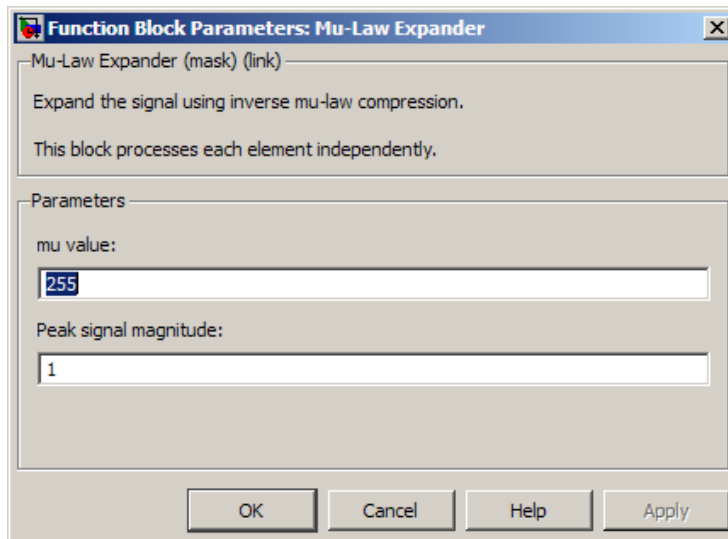 Function Block Parameters: Mu-Law Expander
Mu-Law Expander (mask) (link)
Expand the signal using inverse mu-law compression.
This block processes each element independently.
Parameters
mu value:
255
Peak signal magnitude:
1
OK Cancel Help Apply